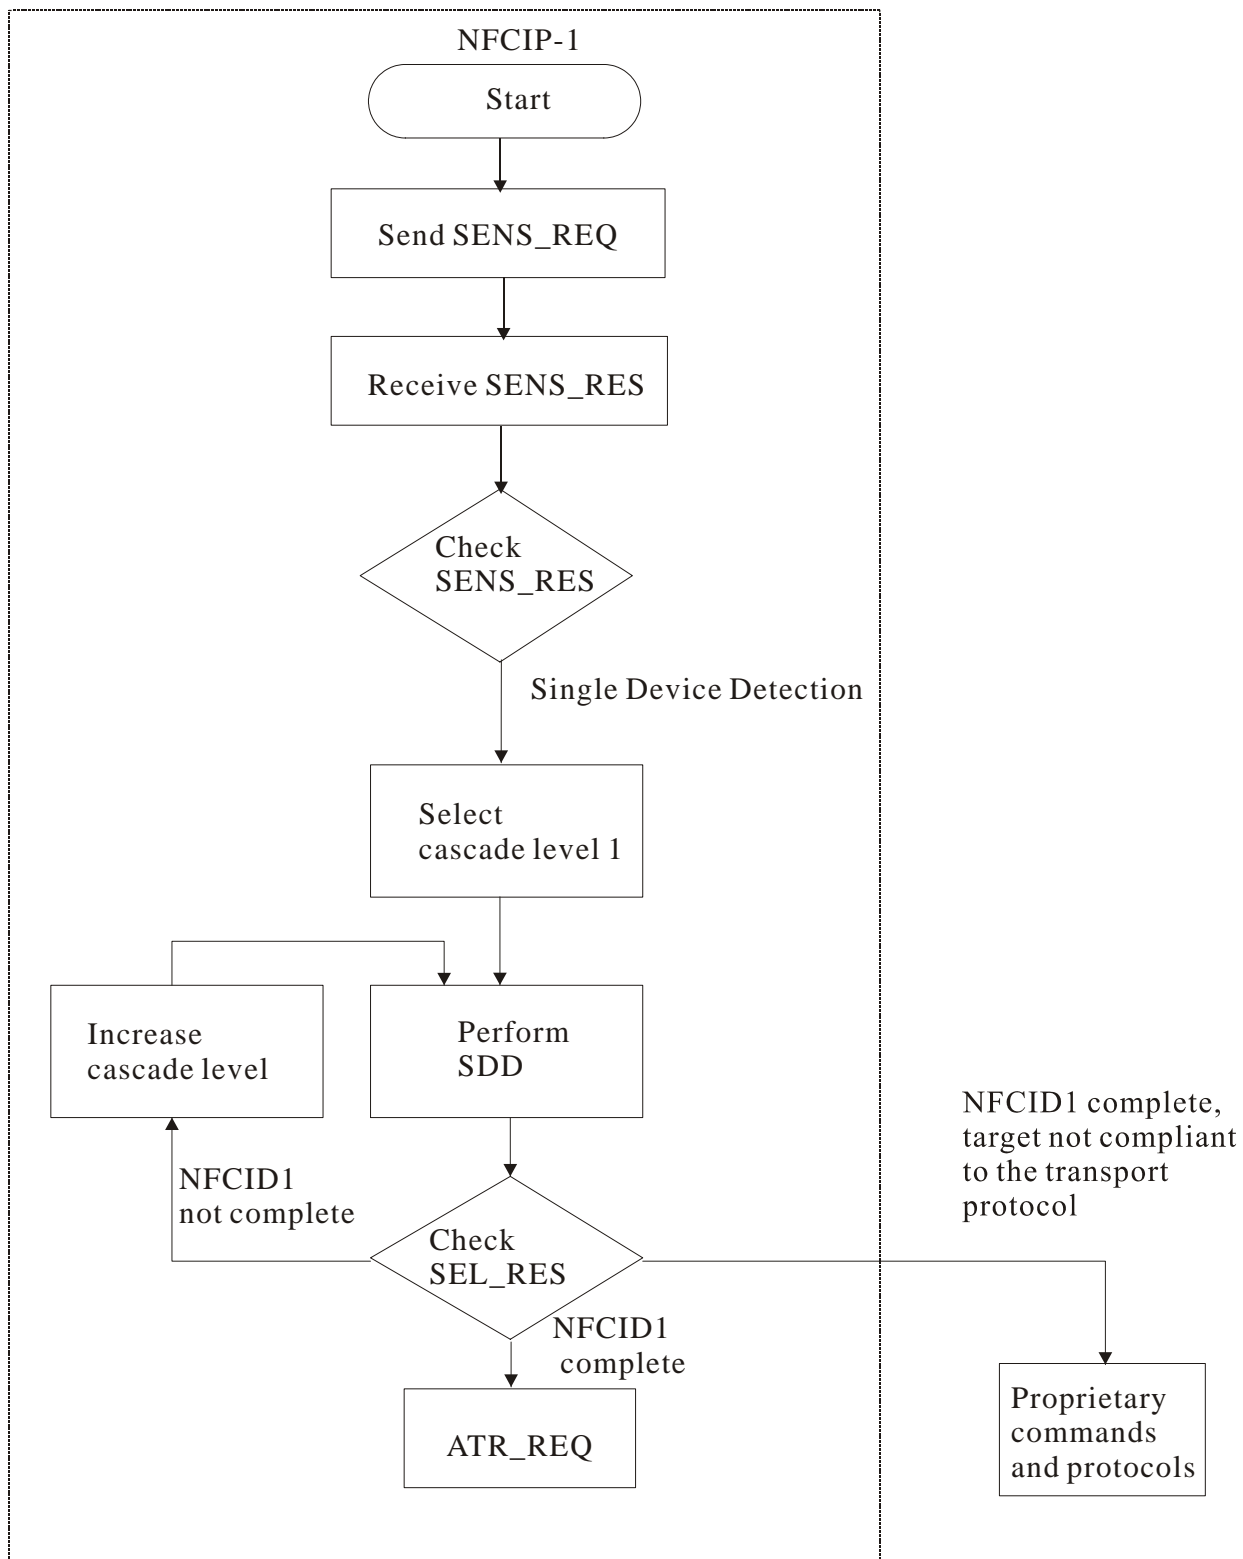 NFCIP-1
Start
Send SENS_REQ
Receive SENS_RES
Check
SENS_RES
Single Device Detection
Select
cascade level 1
Increase
cascade level
Perform
SDD
NFCID1
not complete
Check
SEL_RES
NFCID1 complete,
target not compliant
to the transport
protocol
NFCID1
complete
ATR_REQ
Proprietary
commands
and protocols